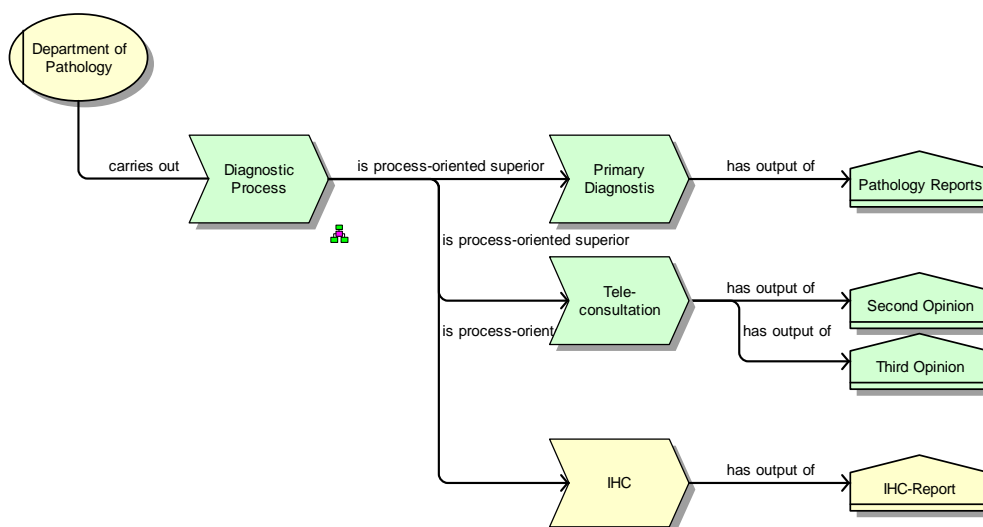 Department of
Pathology
carries out
Diagnostic
Process
is process-oriented superior
Primary
Diagnostis
has output of
Pathology Reports
is process-oriented superior
Tele-
consultation
has output of
Second Opinion
is process-orient
has output of
Third Opinion
IHC
has output of
IHC-Report